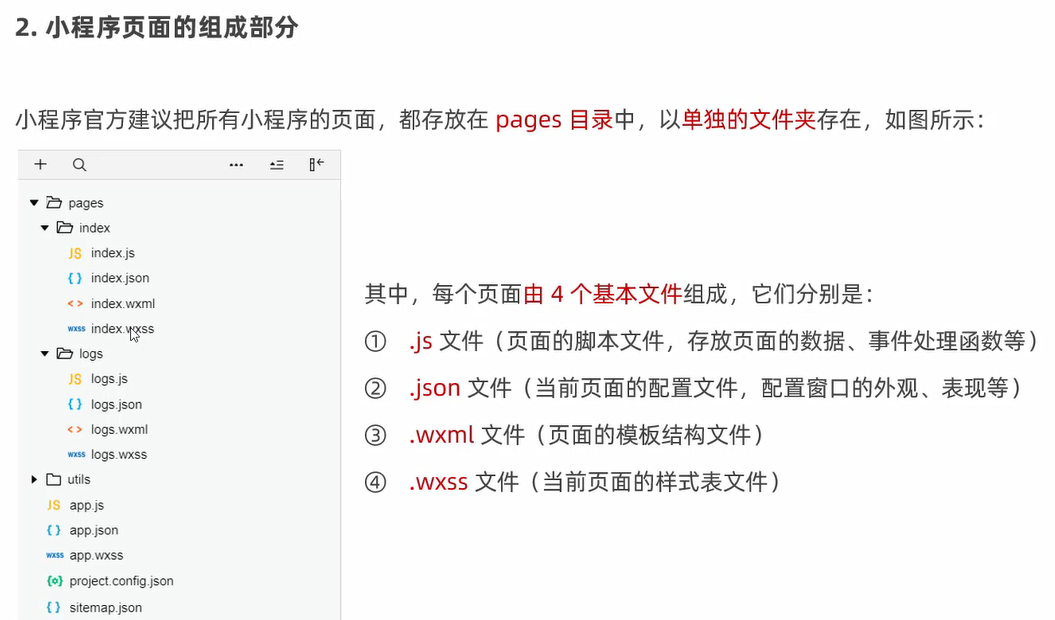 2. 小程序页面的组成部分
小程序官方建议把所有小程序的页面，都存放在 pages 目录中，以单独的文件夹存在，如图所示：
pages
index
JS index.js
{ } index.json
< > index.wxml
wxss index.wxss
logs
JS logs.js
{ } logs.json
< > logs.wxml
wxss logs.wxss
utils
JS app.js
{ } app.json
wxss app.wxss
{o} project.config.json
{ } sitemap.json
其中，每个页面由 4 个基本文件组成，它们分别是：
① .js 文件（页面的脚本文件，存放页面的数据、事件处理函数等）
② .json 文件（当前页面的配置文件，配置窗口的外观、表现等）
③ .wxml 文件（页面的模板结构文件）
④ .wxss 文件（当前页面的样式表文件）